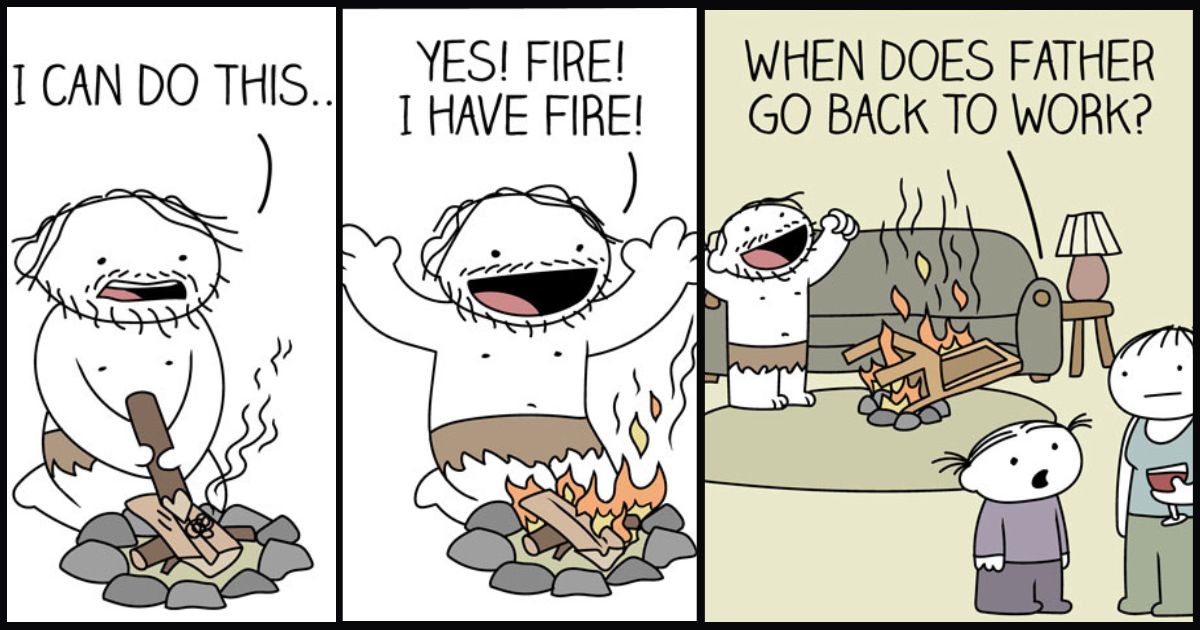 I CAN DO THIS..
YES! FIRE!
I HAVE FIRE!
WHEN DOES FATHER
GO BACK TO WORK?